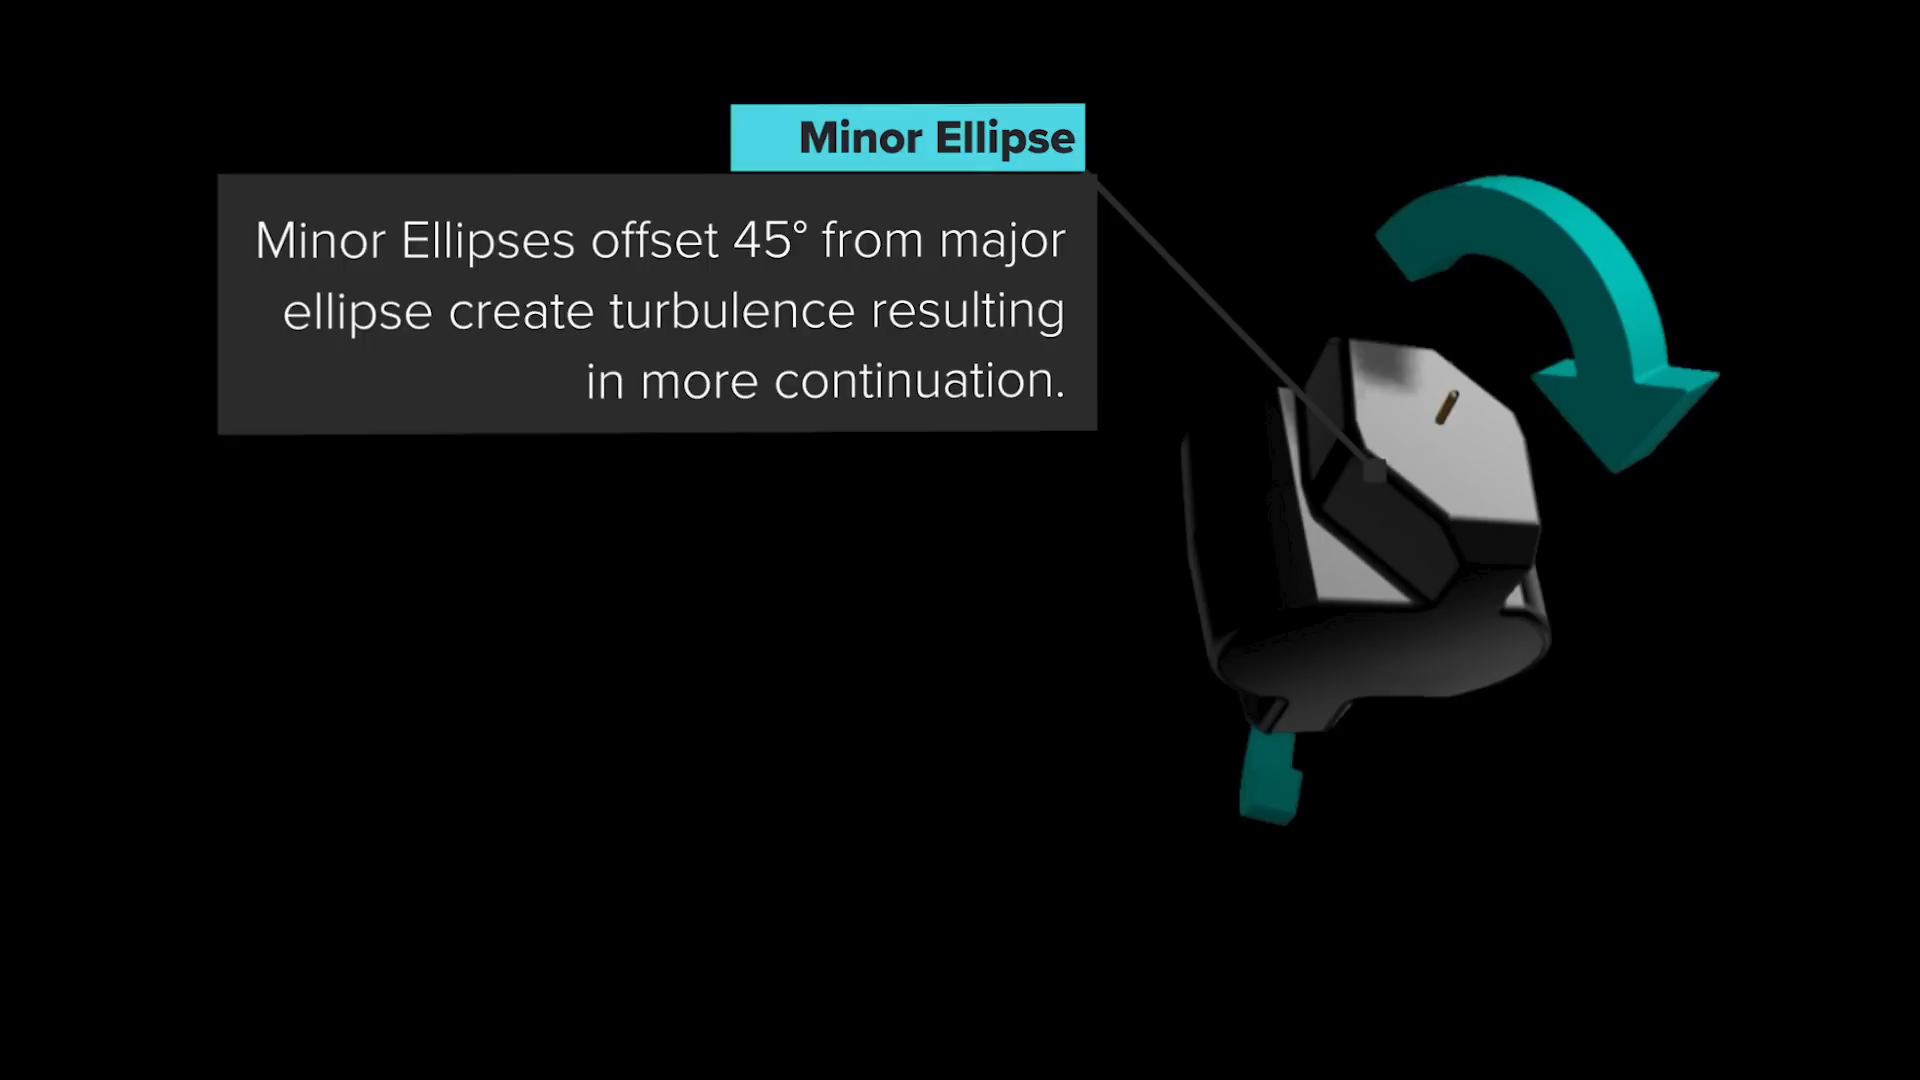 Minor Ellipse
Minor Ellipses offset 45° from major
ellipse create turbulence resulting
in more continuation.